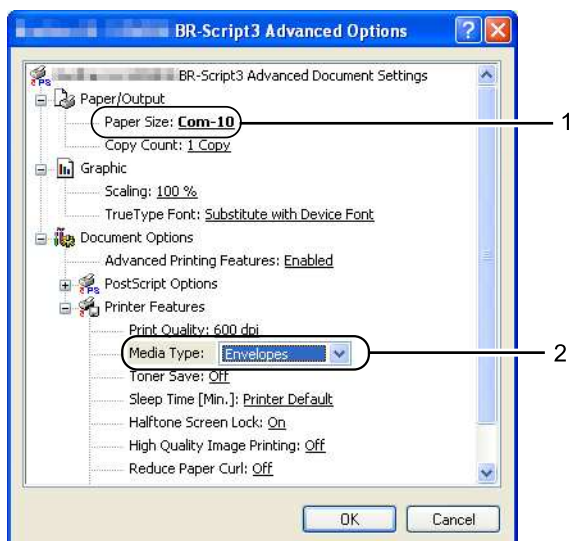 BR-Script3 Advanced Options
BR-Script3 Advanced Document Settings
Paper/Output
Paper Size: Com-10
1
Copy Count: 1 Copy
Graphic
Scaling: 100 %
TrueType Font: Substitute with Device Font
Document Options
Advanced Printing Features: Enabled
PS PostScript Options
Printer Features
Print Quality: 600 dpi
Media Type: Envelopes
2
Toner Save: Off
Sleep Time [Min.]: Printer Default
Halftone Screen Lock: On
High Quality Image Printing: Off
Reduce Paper Curl: Off
OK Cancel